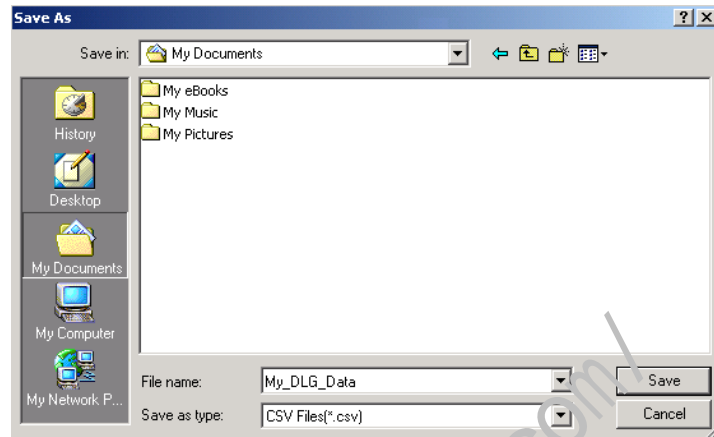 Save As
Save in: My Documents
My eBooks
My Music
My Pictures
History
Desktop
My Documents
My Computer
My Network P...
File name: My_DLG_Data Save
Save as type: CSV Files(*.csv) Cancel
com/